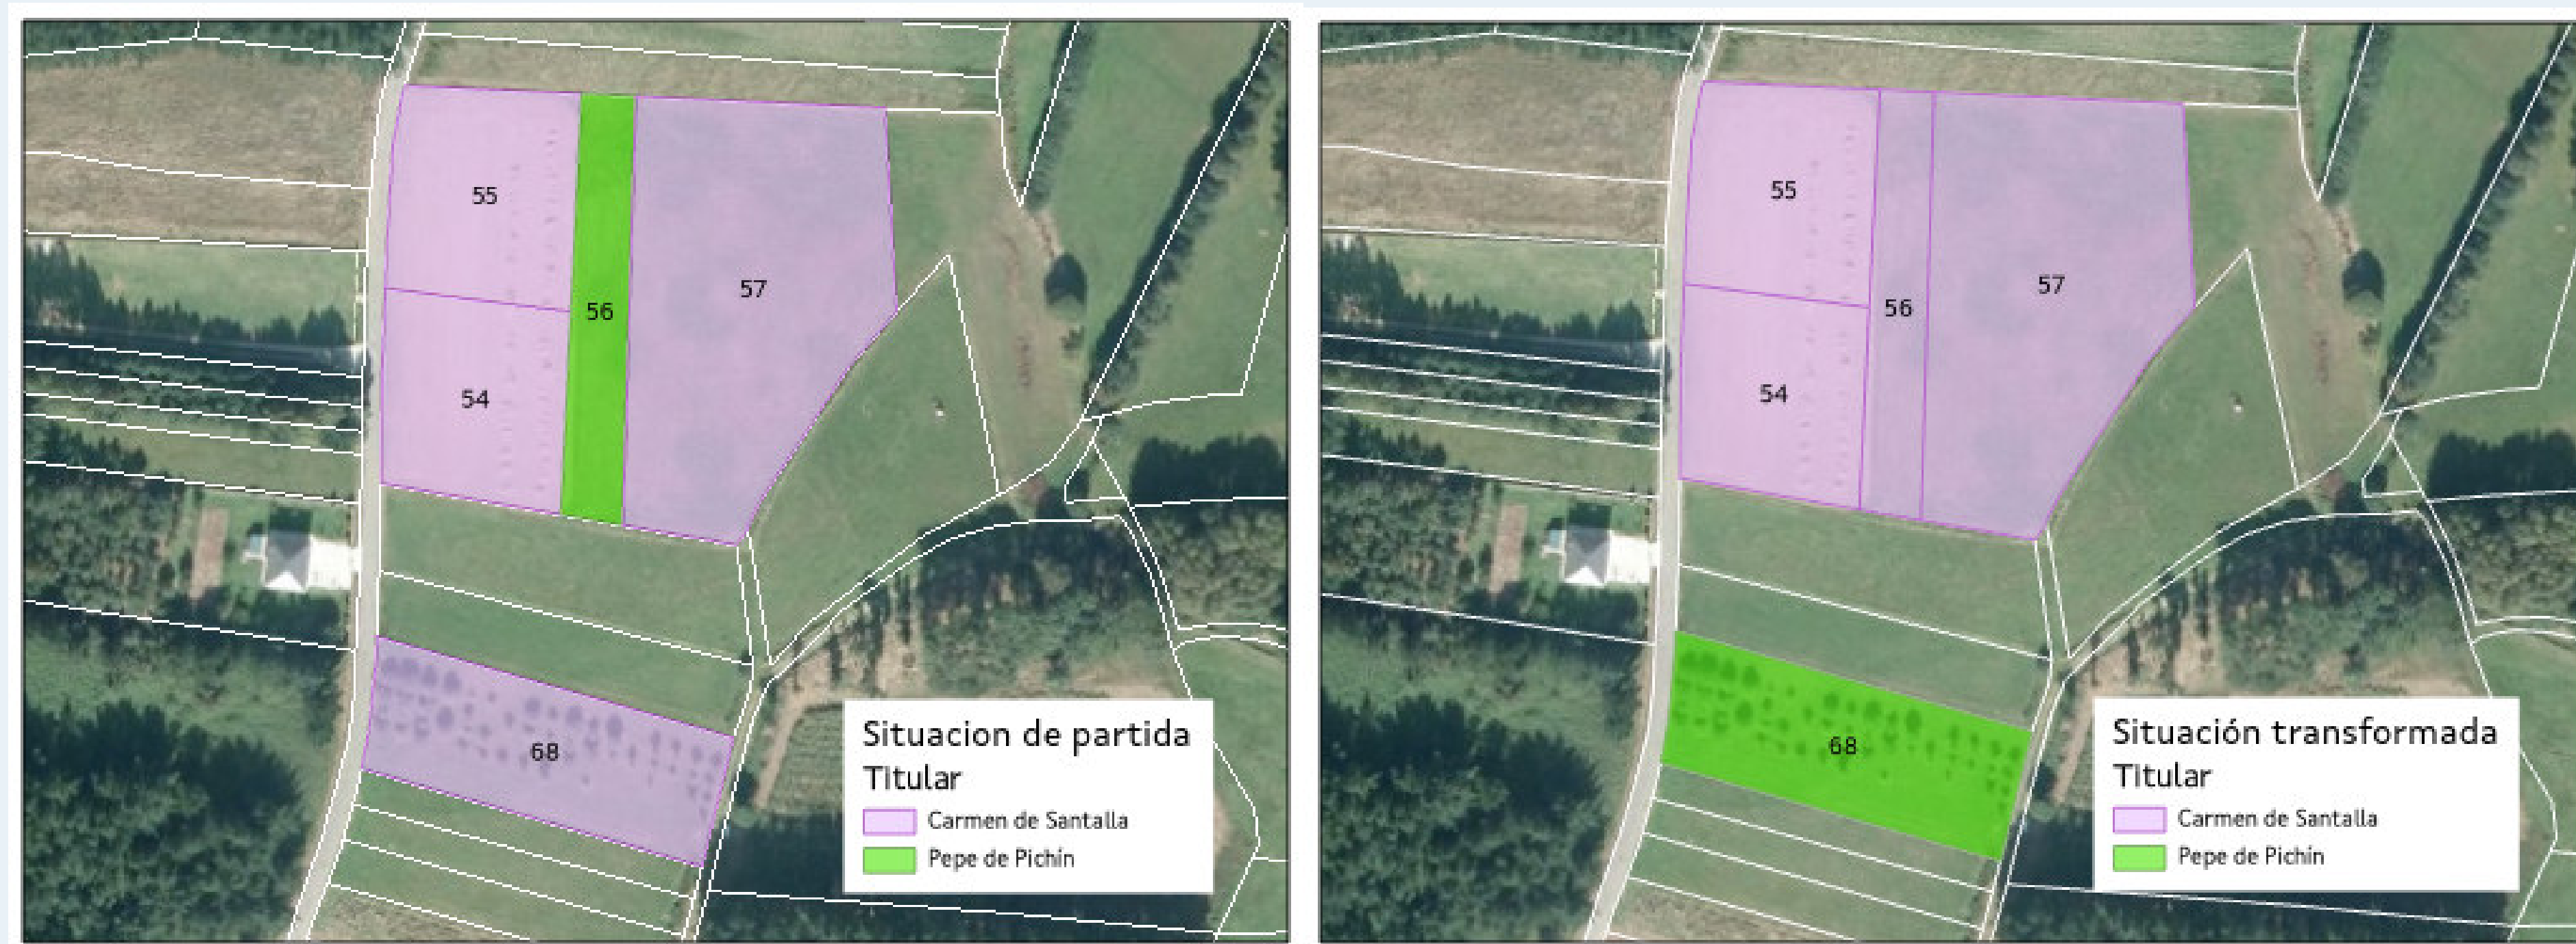 55
56
57
54
68
Situacion de partida
Titular
Carmen de Santalla
Pepe de Pichín
55
56
57
54
68
Situación transformada
Titular
Carmen de Santalla
Pepe de Pichín